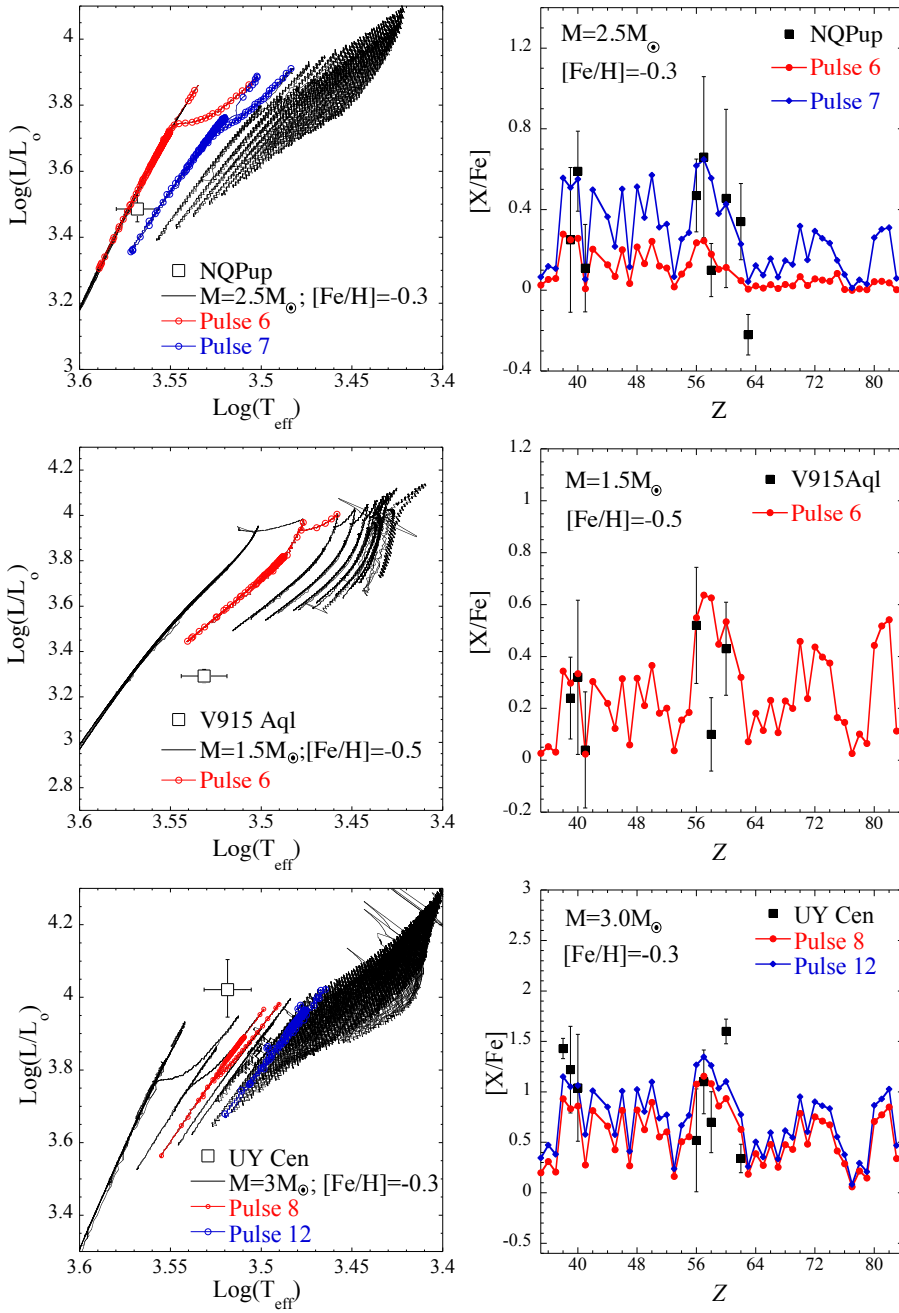 4
3.8
3.6
3.4
3.2
3
3.6 3.55 3.5 3.45 3.4
Log(L/L_o)
Log(T_eff)
NQPup
M=2.5M⊙; [Fe/H]=-0.3
Pulse 6
Pulse 7
1.2
0.8
0.4
0
-0.4
40 48 56 64 72 80
[X/Fe]
Z
M=2.5M⊙
[Fe/H]=-0.3
NQPup
Pulse 6
Pulse 7
4.2
4
3.8
3.6
3.4
3.2
3
2.8
3.6 3.55 3.5 3.45 3.4
Log(L/L_o)
Log(T_eff)
V915 Aql
M=1.5M⊙;[Fe/H]=-0.5
Pulse 6
1.2
1
0.8
0.6
0.4
0.2
0
-0.2
40 48 56 64 72 80
[X/Fe]
Z
M=1.5M⊙
[Fe/H]=-0.5
V915Aql
Pulse 6
4.2
4
3.8
3.6
3.4
3.6 3.55 3.5 3.45 3.4
Log(L/L_o)
Log(T_eff)
UY Cen
M=3M⊙; [Fe/H]=-0.3
Pulse 8
Pulse 12
3
2.5
2
1.5
1
0.5
0
-0.5
40 48 56 64 72 80
[X/Fe]
Z
M=3.0M⊙
[Fe/H]=-0.3
UY Cen
Pulse 8
Pulse 12